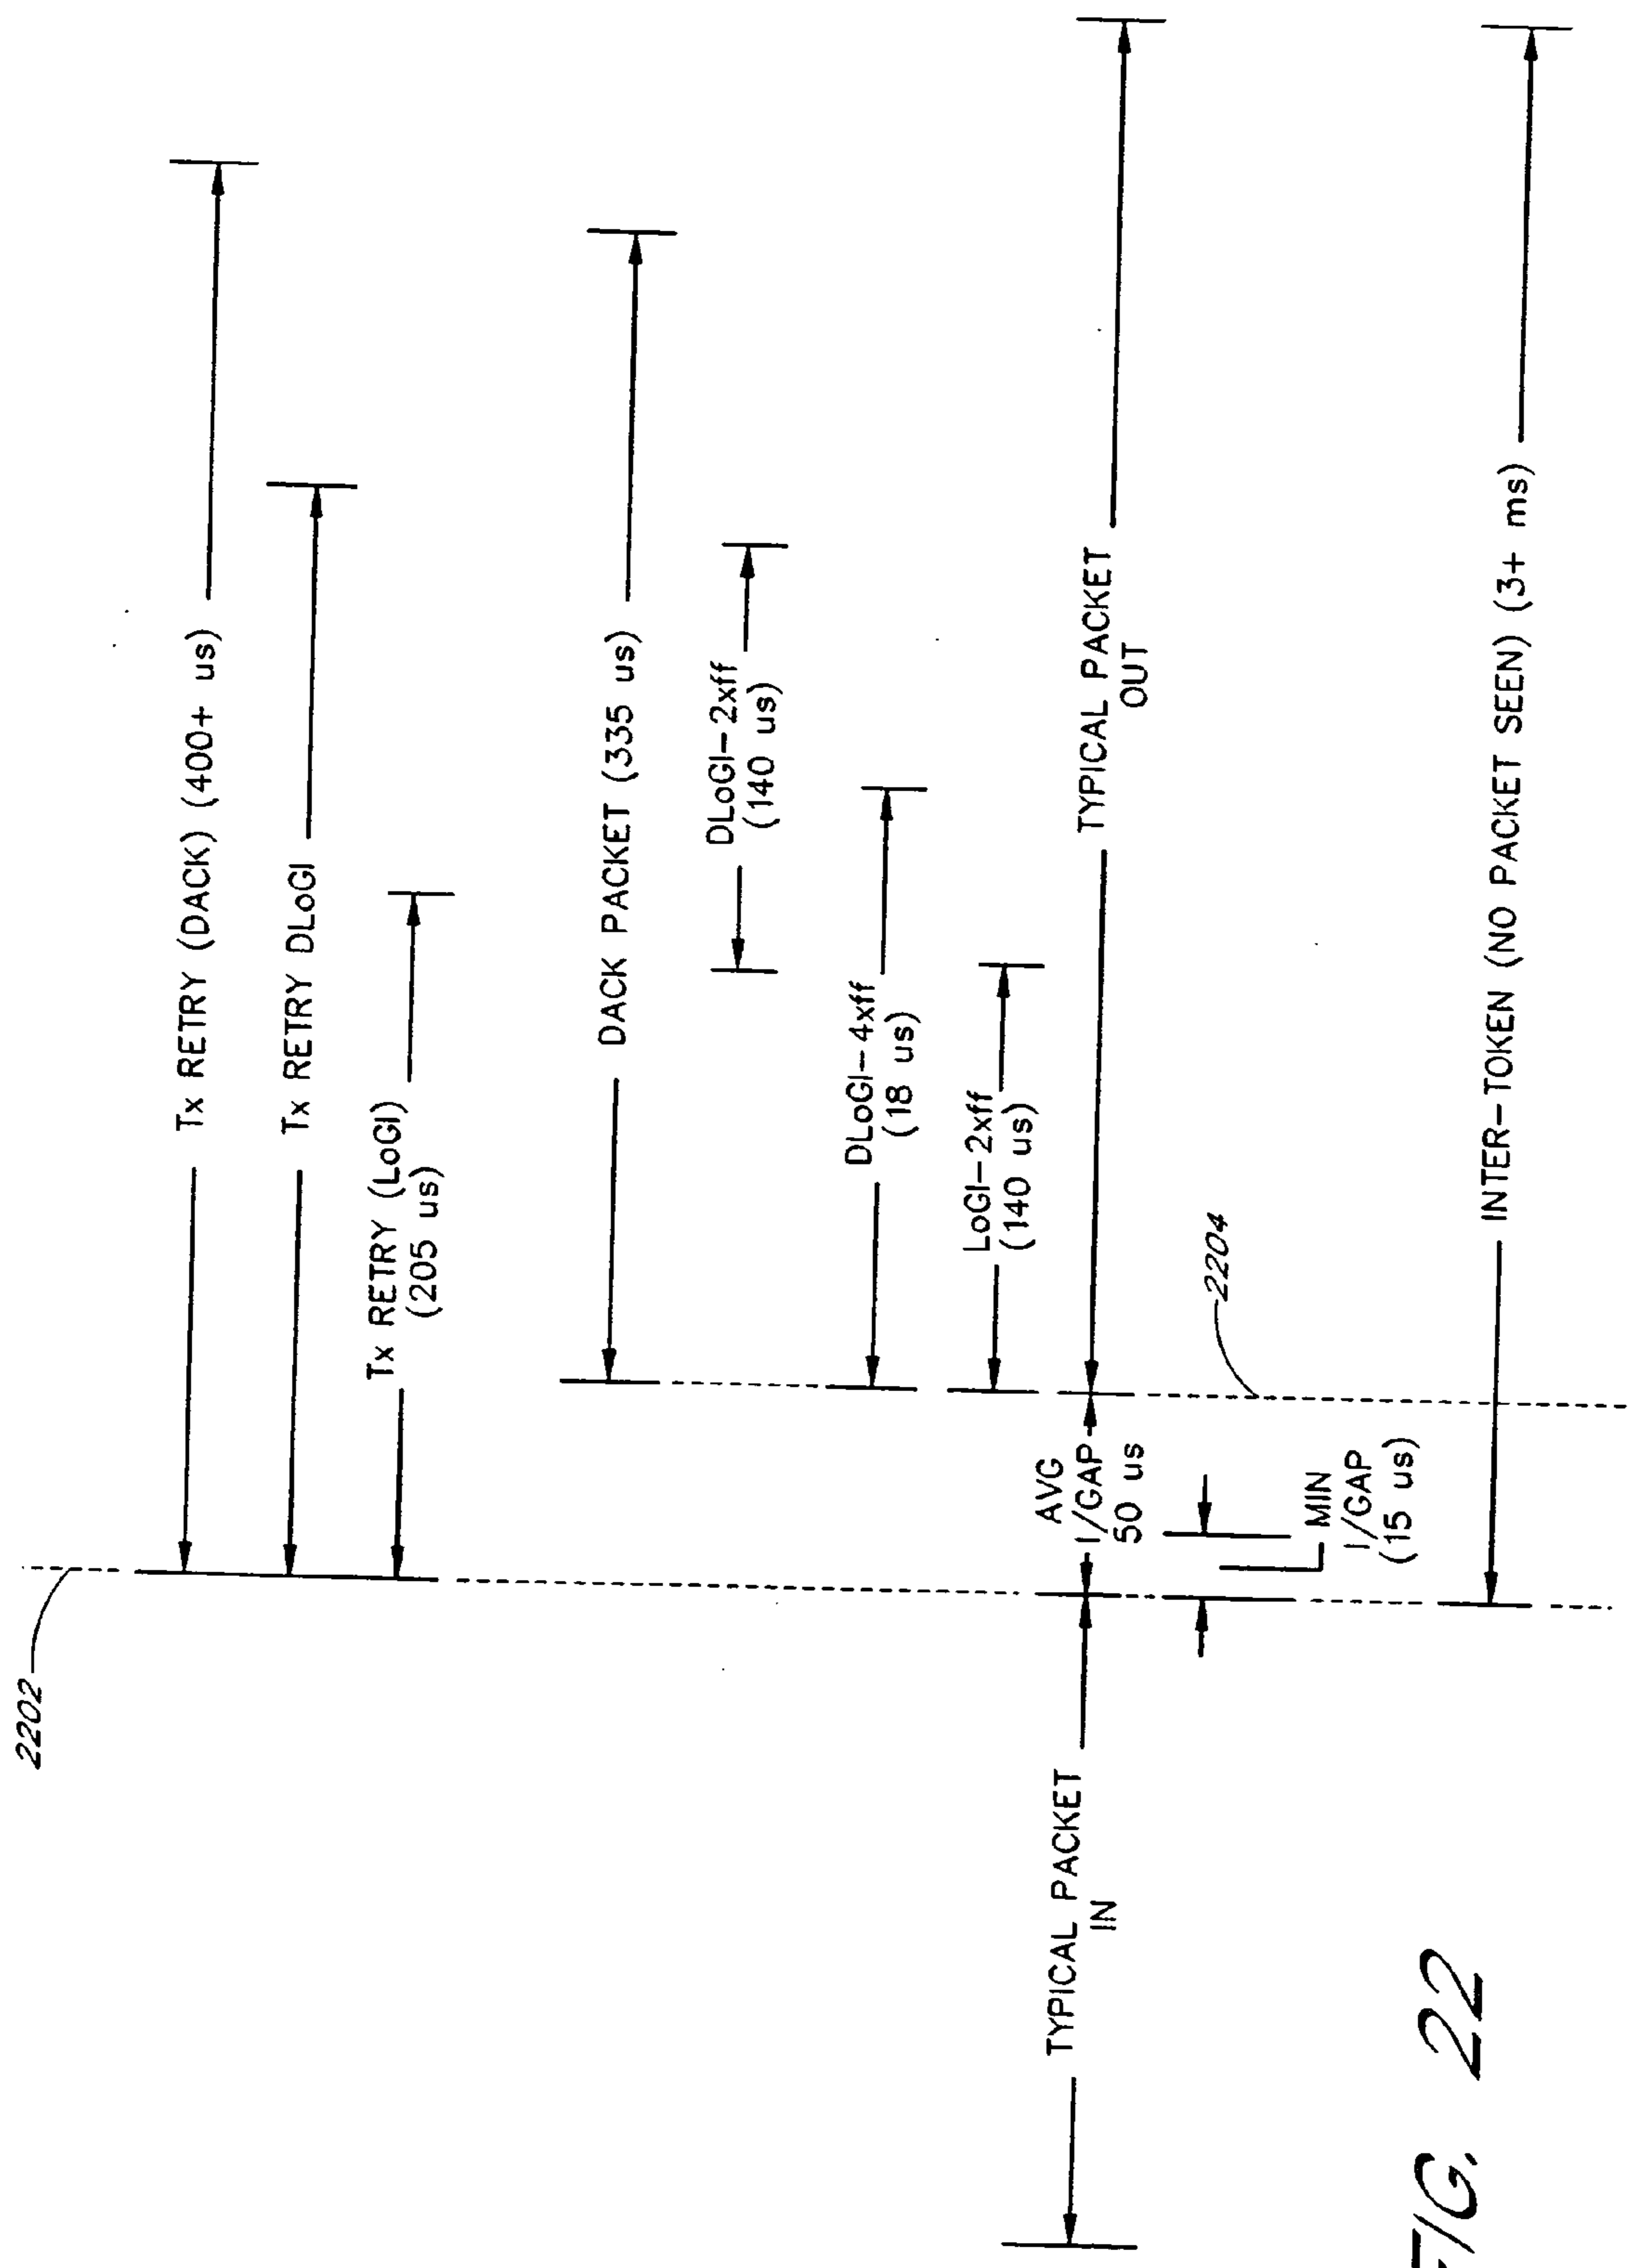 2202
Tx RETRY (DACK) (400+ us)
Tx RETRY DLoGI
Tx RETRY (LoGI)
(205 us)
DACK PACKET (335 us)
DLoGI-2xff
(140 us)
DLoGI-4xff
(18 us)
LoGI-2xff
(140 us)
TYPICAL PACKET
IN
AVG
I/GAP
50 us
TYPICAL PACKET
OUT
MIN
I/GAP
(15 us)
2204
INTER-TOKEN (NO PACKET SEEN) (3+ ms)
FIG. 22